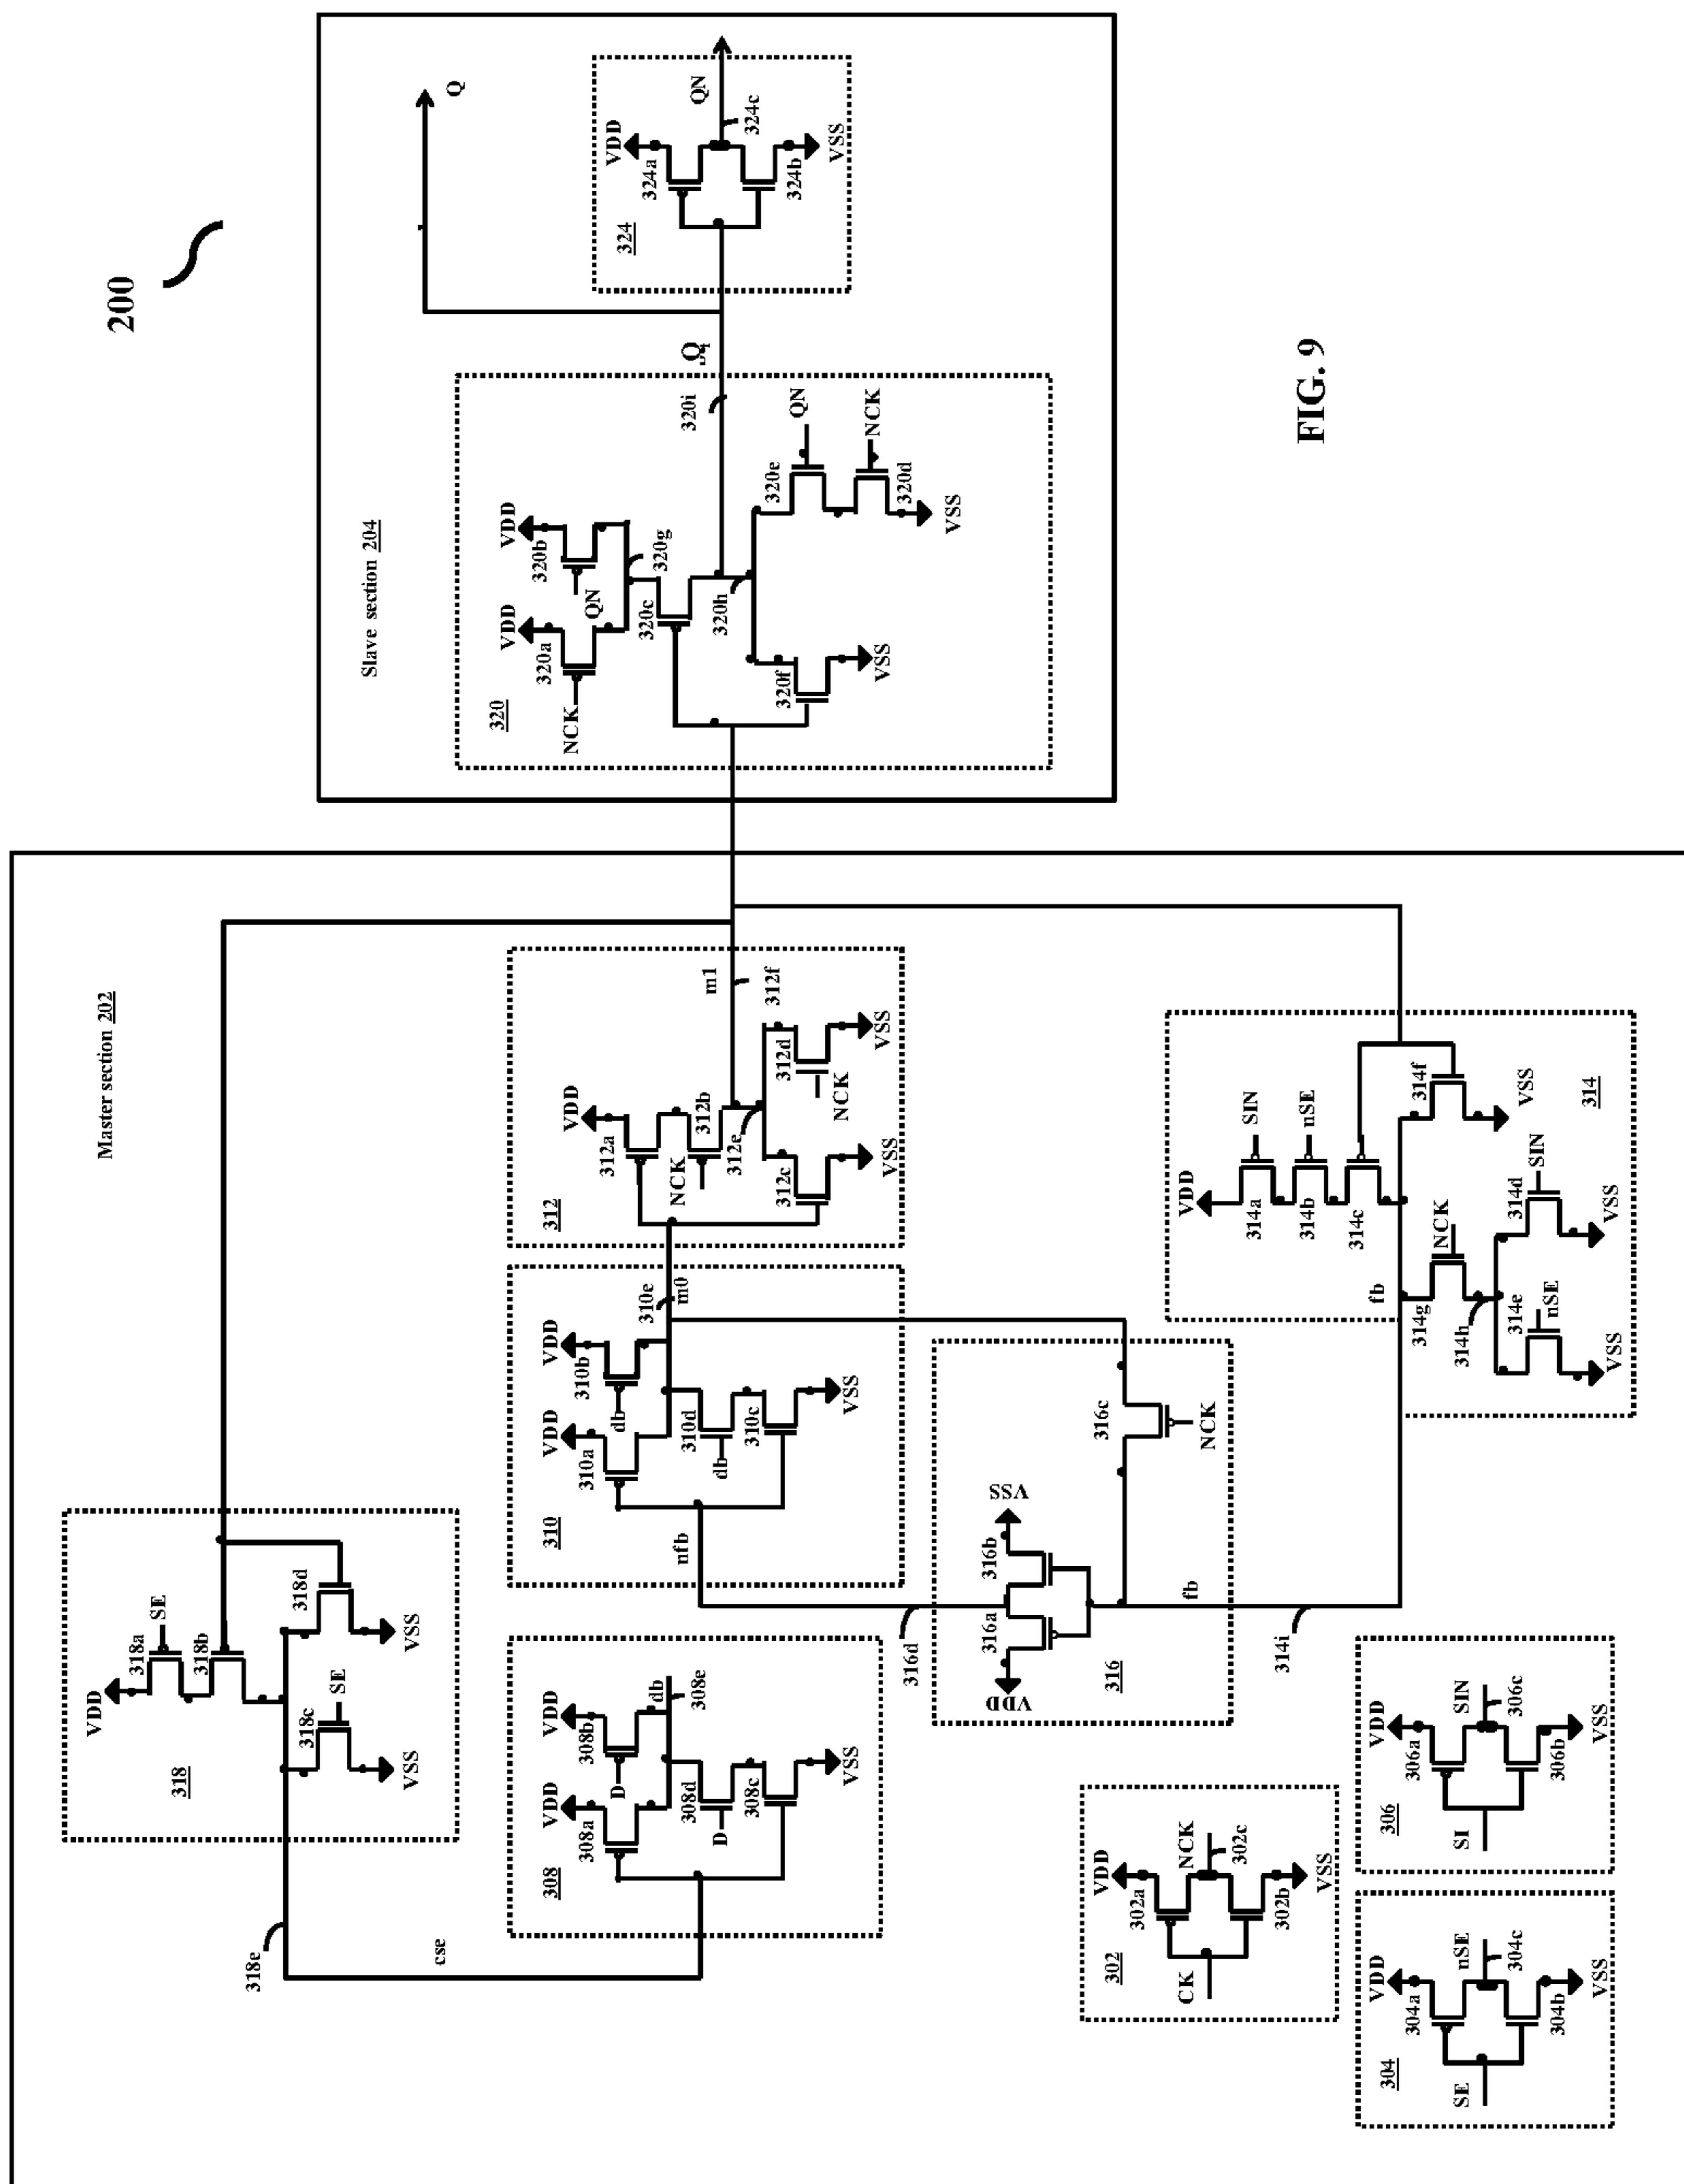 200
FIG. 9
Master section 202
Slave section 204
318
VDD
318a
SE
318b
318c
SE
318d
VSS
VSS
318e
cse
308
VDD
308a
VDD
308b
D
db
308e
308d
D
308c
VSS
310
nfb
VDD
310a
VDD
310b
db
310e
m0
310d
db
310c
VSS
312
VDD
312a
NCK
312b
312e
m1
312f
312c
312d
NCK
VSS
VSS
316
316d
VDD
316a
316b
VSS
316c
NCK
fb
314i
314
VDD
314a
SIN
314b
nSE
314c
fb
314g
NCK
314h
314e
nSE
314d
SIN
314f
VSS
VSS
VSS
302
CK
VDD
302a
NCK
302c
302b
VSS
304
SE
VDD
304a
nSE
304c
304b
VSS
306
SI
VDD
306a
SIN
306c
306b
VSS
320
NCK
VDD
320a
VDD
320b
QN
320g
320c
320h
320i
320f
VSS
320e
QN
NCK
320d
VSS
Q
Q
324
VDD
324a
QN
324c
324b
VSS